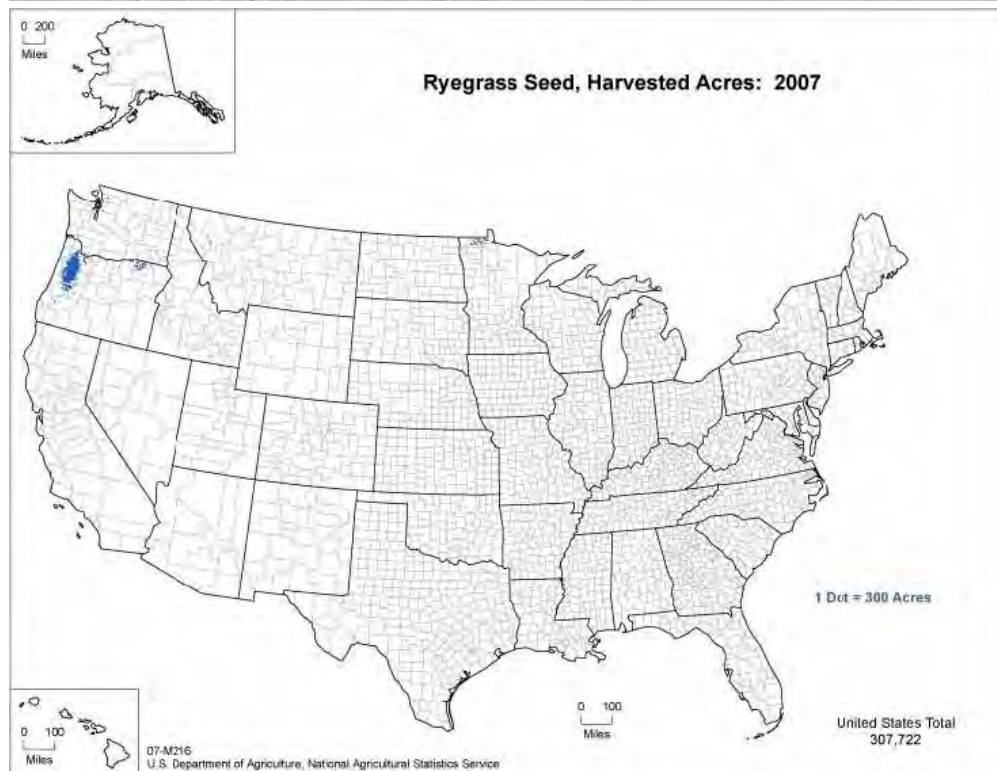 0 200
Miles
Ryegrass Seed, Harvested Acres: 2007
1 Dot = 300 Acres
0 100
Miles
0 100
Miles
07-M216
U.S. Department of Agriculture, National Agricultural Statistics Service
United States Total
307,722